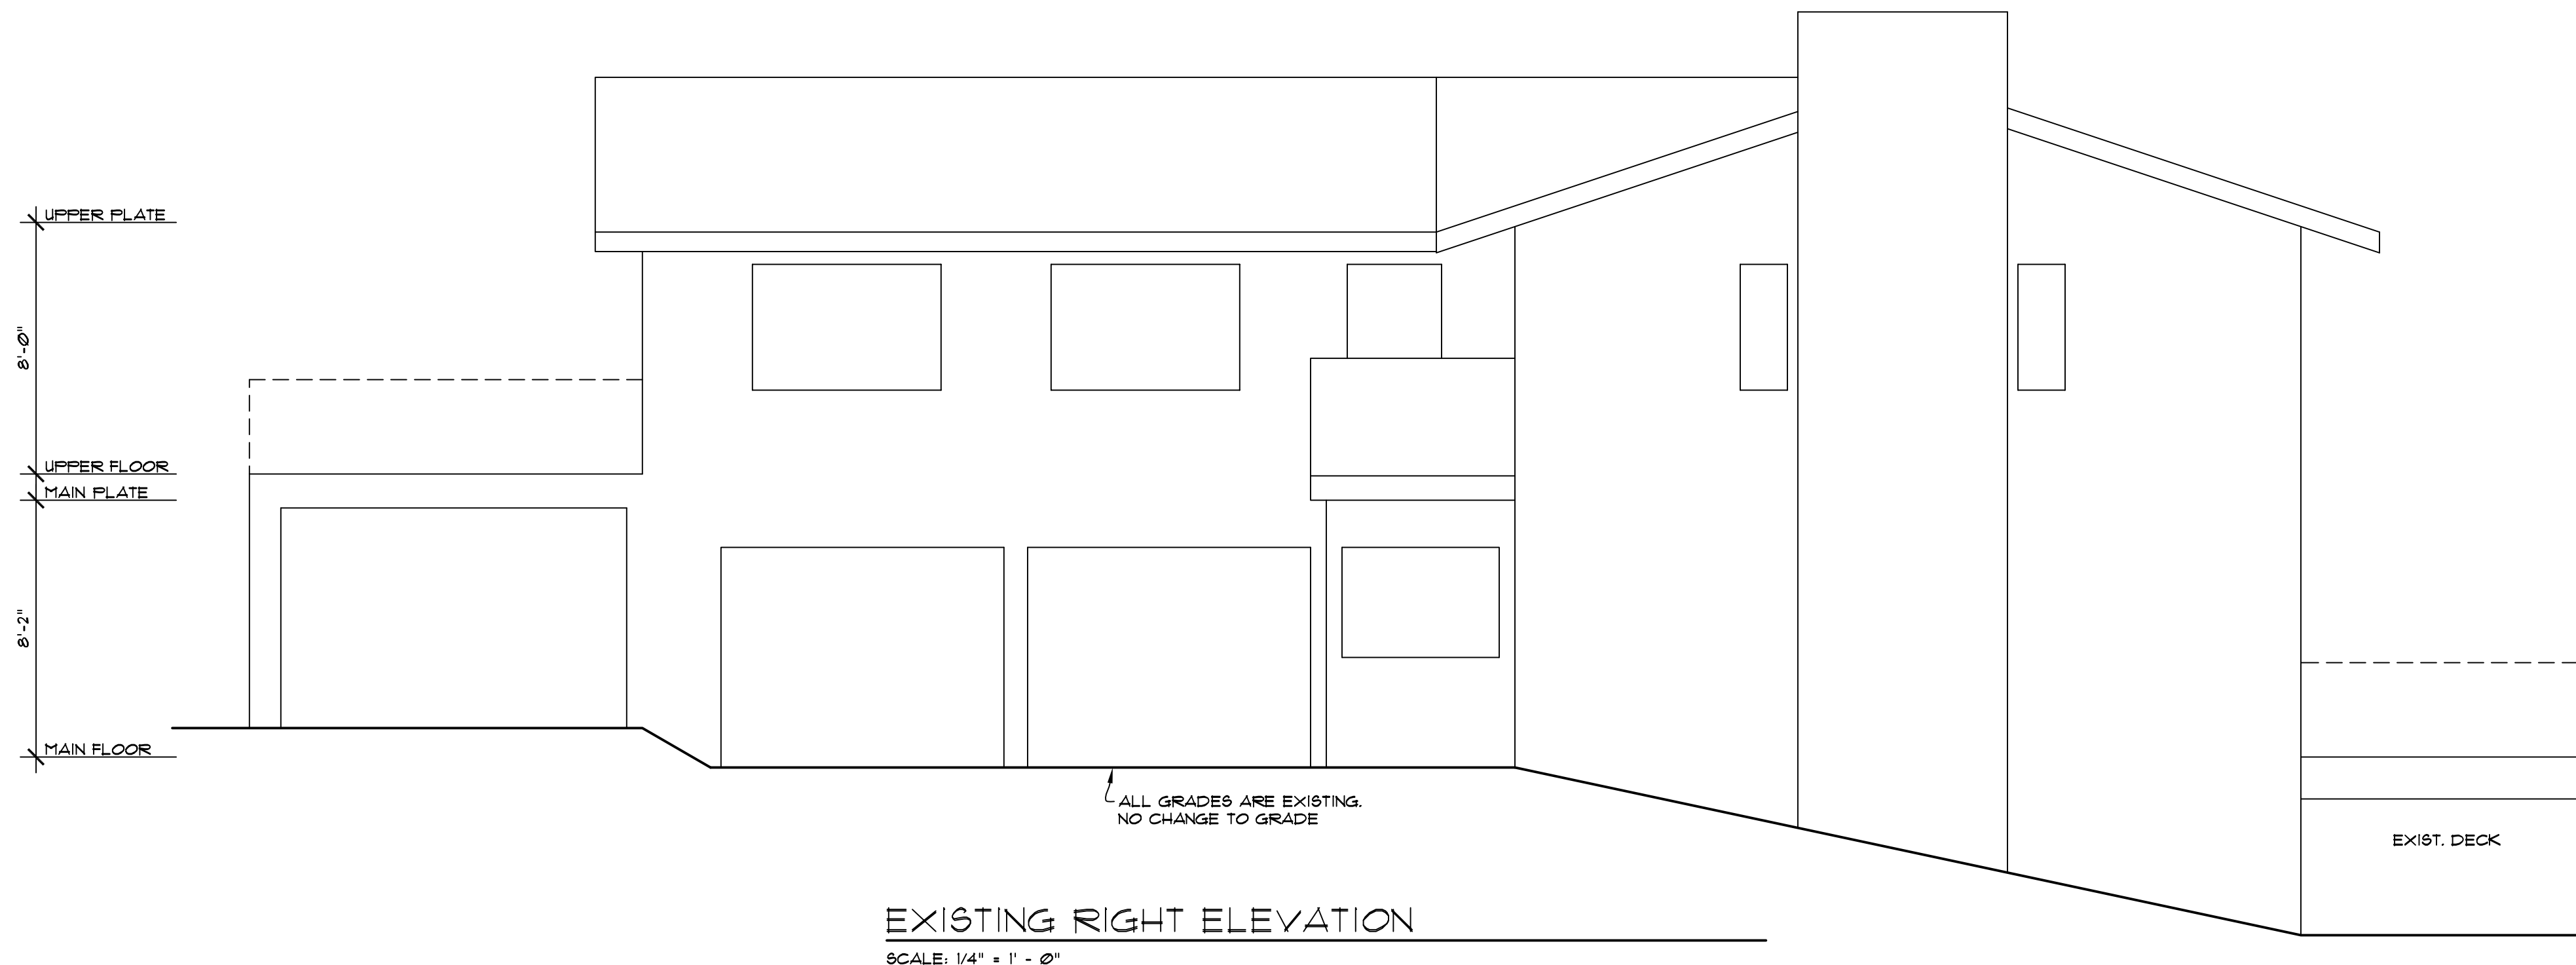 UPPER PLATE
8'-0"
UPPER FLOOR
MAIN PLATE
8'-2"
MAIN FLOOR
ALL GRADES ARE EXISTING.
NO CHANGE TO GRADE
EXIST. DECK
EXISTING RIGHT ELEVATION
SCALE: 1/4" = 1' - 0"